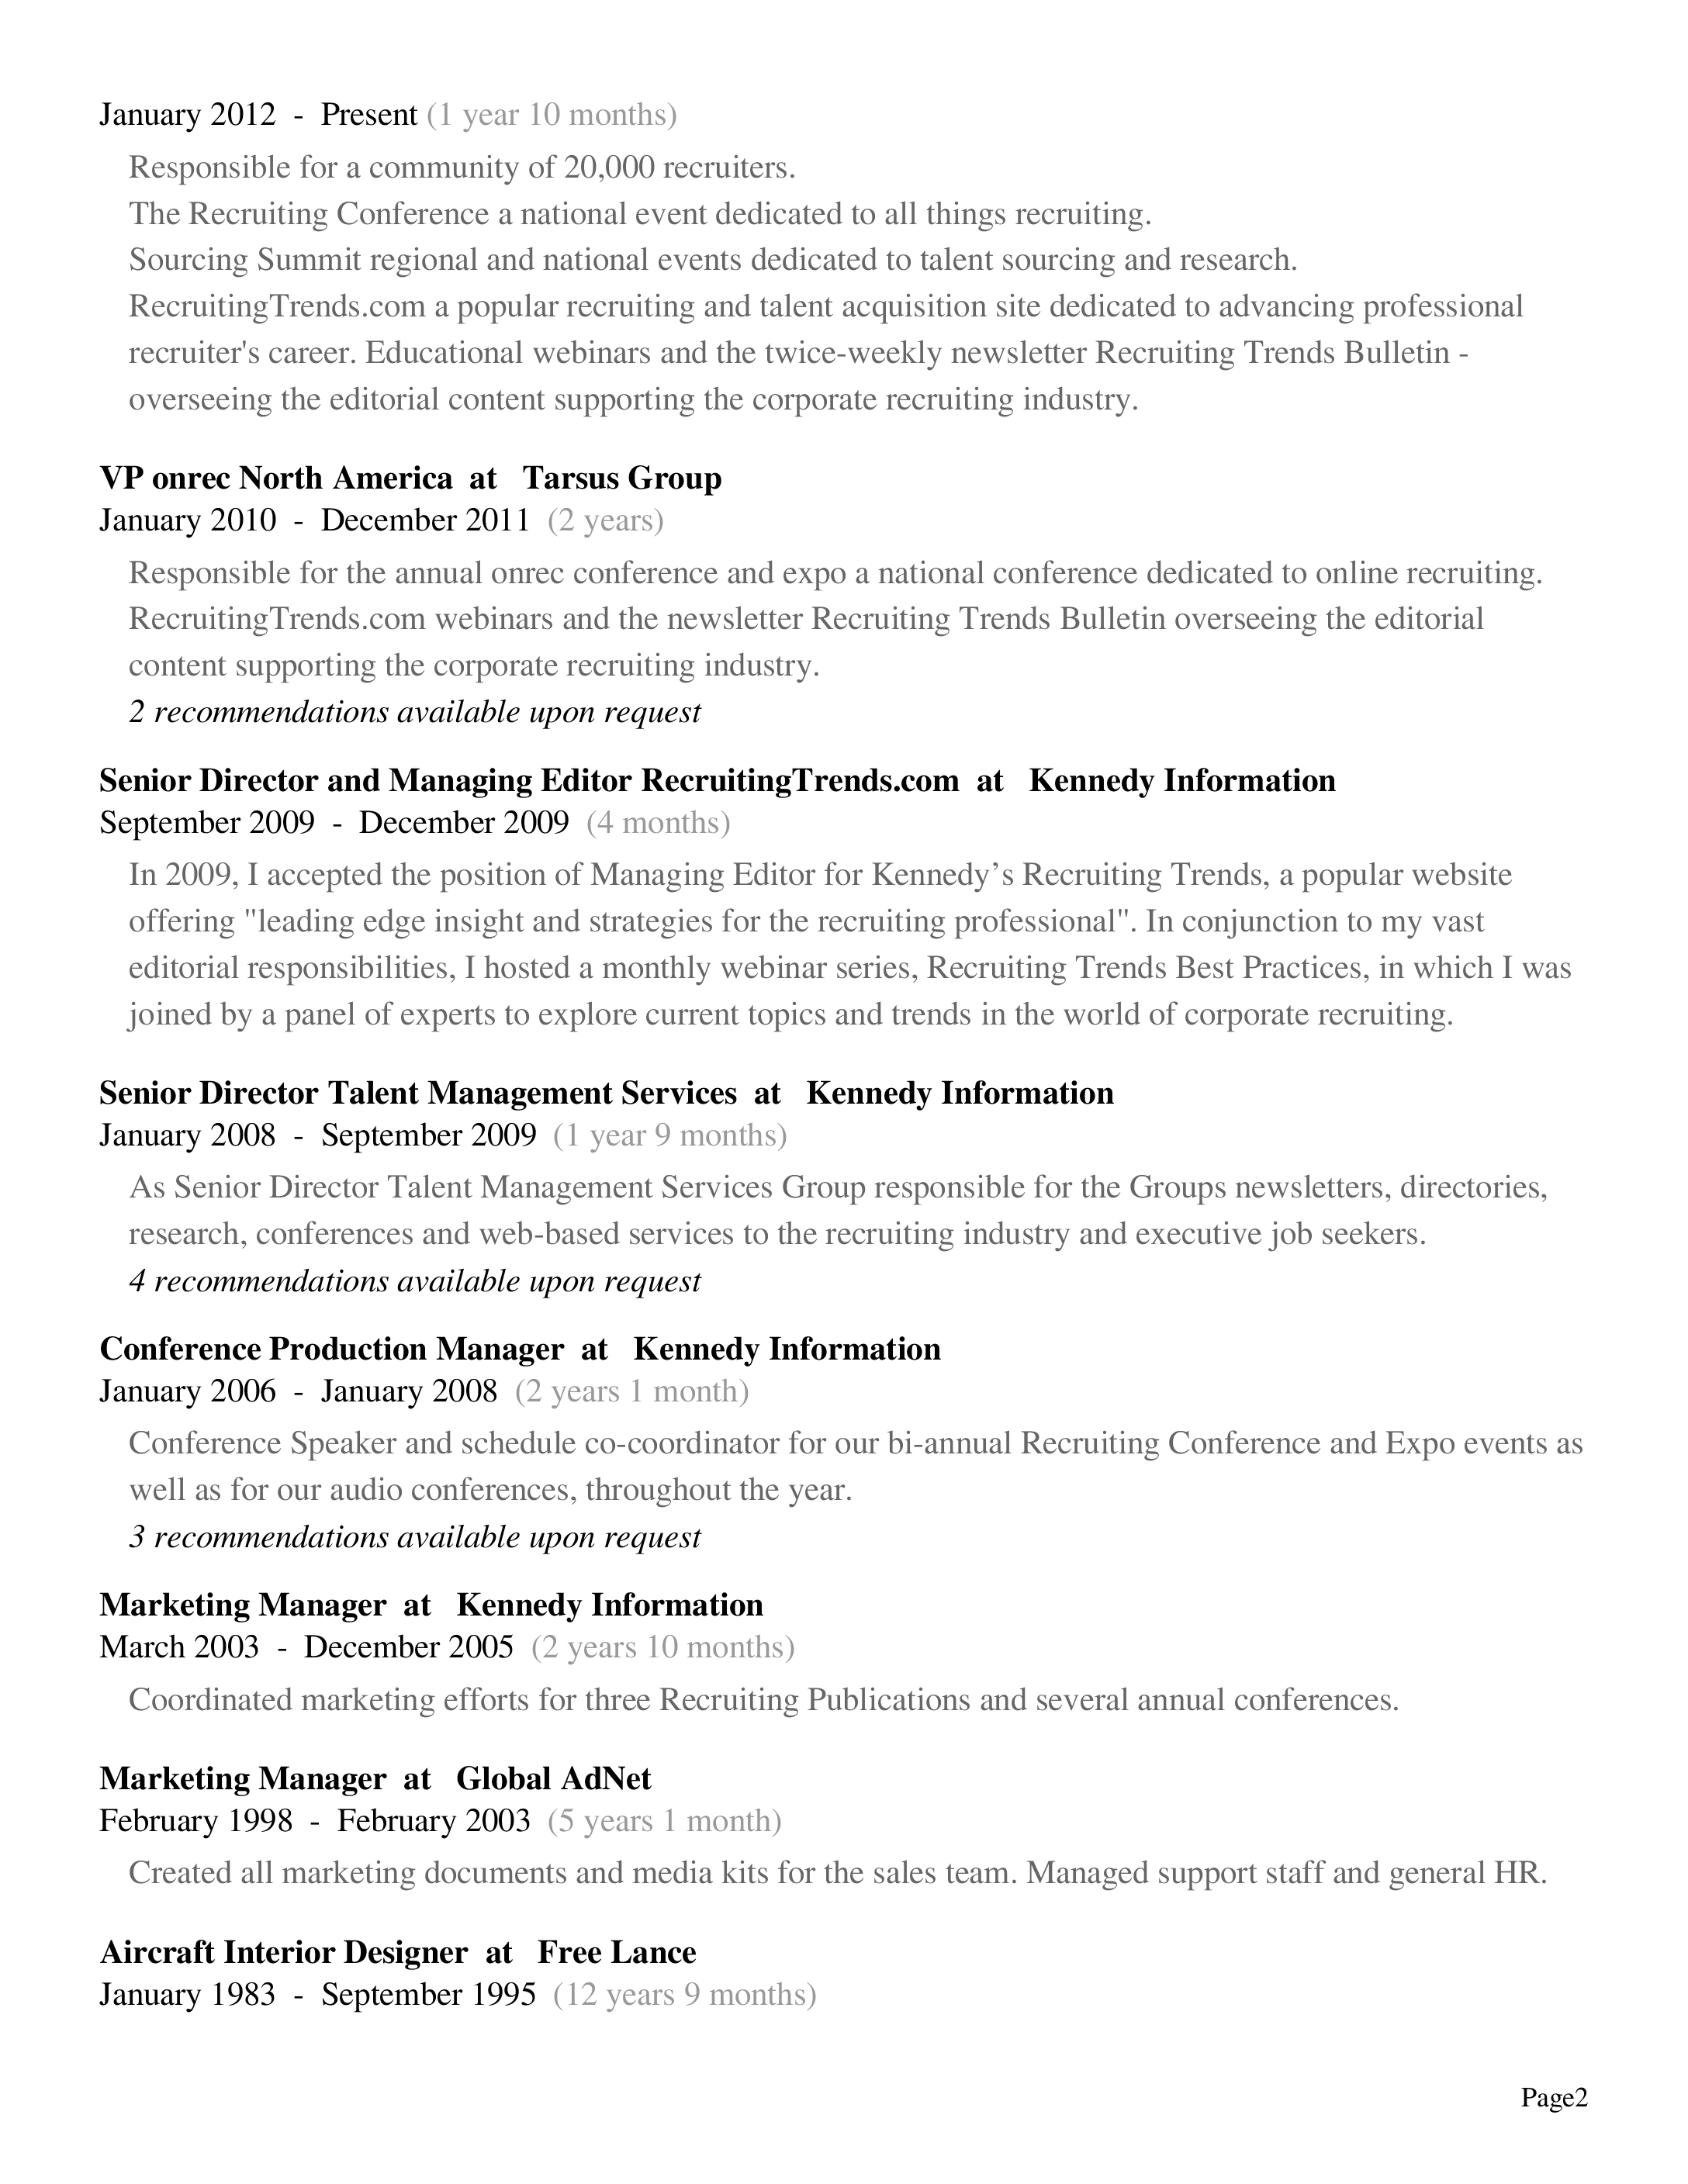 January 2012 - Present (1 year 10 months)
Responsible for a community of 20,000 recruiters.
The Recruiting Conference a national event dedicated to all things recruiting.
Sourcing Summit regional and national events dedicated to talent sourcing and research.
RecruitingTrends.com a popular recruiting and talent acquisition site dedicated to advancing professional
recruiter's career. Educational webinars and the twice-weekly newsletter Recruiting Trends Bulletin -
overseeing the editorial content supporting the corporate recruiting industry.
VP onrec North America at Tarsus Group
January 2010 - December 2011 (2 years)
Responsible for the annual onrec conference and expo a national conference dedicated to online recruiting.
RecruitingTrends.com webinars and the newsletter Recruiting Trends Bulletin overseeing the editorial
content supporting the corporate recruiting industry.
2 recommendations available upon request
Senior Director and Managing Editor RecruitingTrends.com at Kennedy Information
September 2009 - December 2009 (4 months)
In 2009, I accepted the position of Managing Editor for Kennedy’s Recruiting Trends, a popular website
offering "leading edge insight and strategies for the recruiting professional". In conjunction to my vast
editorial responsibilities, I hosted a monthly webinar series, Recruiting Trends Best Practices, in which I was
joined by a panel of experts to explore current topics and trends in the world of corporate recruiting.
Senior Director Talent Management Services at Kennedy Information
January 2008 - September 2009 (1 year 9 months)
As Senior Director Talent Management Services Group responsible for the Groups newsletters, directories,
research, conferences and web-based services to the recruiting industry and executive job seekers.
4 recommendations available upon request
Conference Production Manager at Kennedy Information
January 2006 - January 2008 (2 years 1 month)
Conference Speaker and schedule co-coordinator for our bi-annual Recruiting Conference and Expo events as
well as for our audio conferences, throughout the year.
3 recommendations available upon request
Marketing Manager at Kennedy Information
March 2003 - December 2005 (2 years 10 months)
Coordinated marketing efforts for three Recruiting Publications and several annual conferences.
Marketing Manager at Global AdNet
February 1998 - February 2003 (5 years 1 month)
Created all marketing documents and media kits for the sales team. Managed support staff and general HR.
Aircraft Interior Designer at Free Lance
January 1983 - September 1995 (12 years 9 months)
Page2